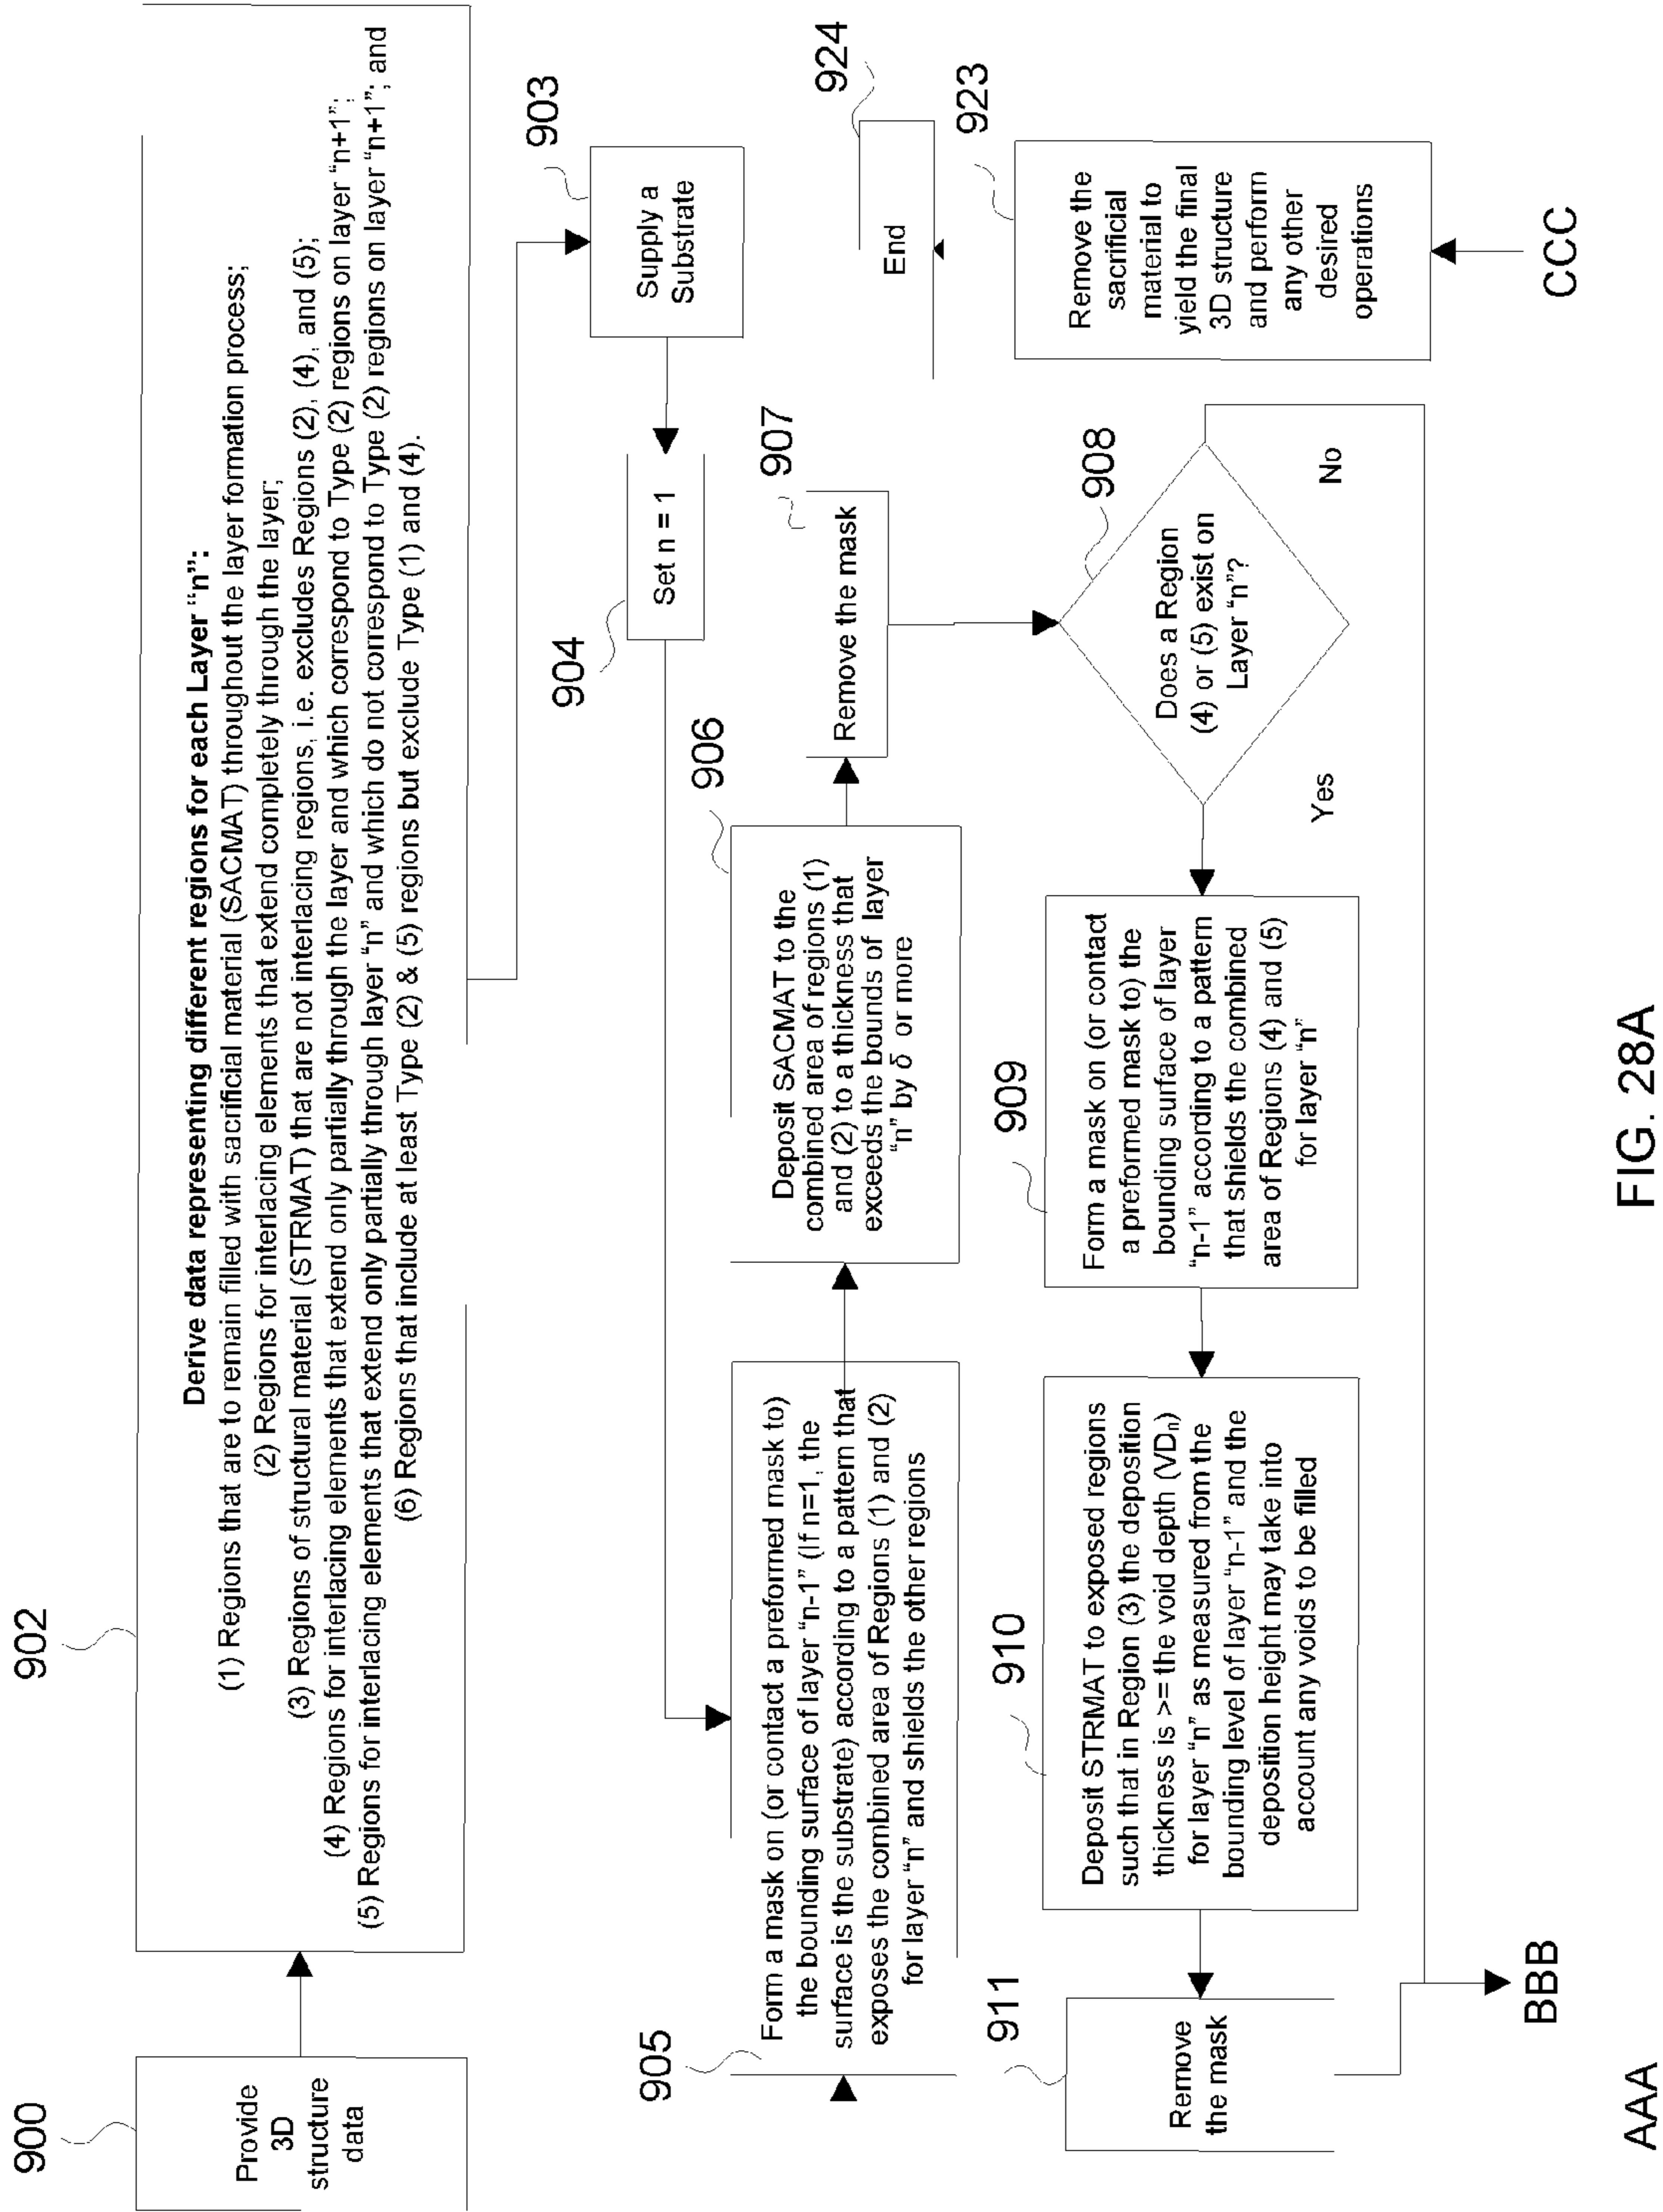 900
Provide
3D
structure
data
902
Derive data representing different regions for each Layer “n”:
(1) Regions that are to remain filled with sacrificial material (SACMAT) throughout the layer formation process;
(2) Regions for interlacing elements that extend completely through the layer;
(3) Regions of structural material (STRMAT) that are not interlacing regions, i.e. excludes Regions (2), (4), and (5);
(4) Regions for interlacing elements that extend only partially through the layer and which correspond to Type (2) regions on layer “n+1”;
(5) Regions for interlacing elements that extend only partially through layer “n” and which do not correspond to Type (2) regions on layer “n+1”; and
(6) Regions that include at least Type (2) & (5) regions but exclude Type (1) and (4).
903
Supply a
Substrate
904
Set n = 1
905
Form a mask on (or contact a preformed mask to)
the bounding surface of layer “n-1” (If n=1, the
surface is the substrate) according to a pattern that
exposes the combined area of Regions (1) and (2)
for layer “n” and shields the other regions
906
Deposit SACMAT to the
combined area of regions (1)
and (2) to a thickness that
exceeds the bounds of layer
“n” by δ or more
907
Remove the mask
908
Does a Region
(4) or (5) exist on
Layer “n”?
Yes
No
909
Form a mask on (or contact
a preformed mask to) the
bounding surface of layer
“n-1” according to a pattern
that shields the combined
area of Regions (4) and (5)
for layer “n”
910
Deposit STRMAT to exposed regions
such that in Region (3) the deposition
thickness is >= the void depth (VDₙ)
for layer “n” as measured from the
bounding level of layer “n-1” and the
deposition height may take into
account any voids to be filled
911
Remove
the mask
924
End
923
Remove the
sacrificial
material to
yield the final
3D structure
and perform
any other
desired
operations
AAA
BBB
CCC
FIG. 28A